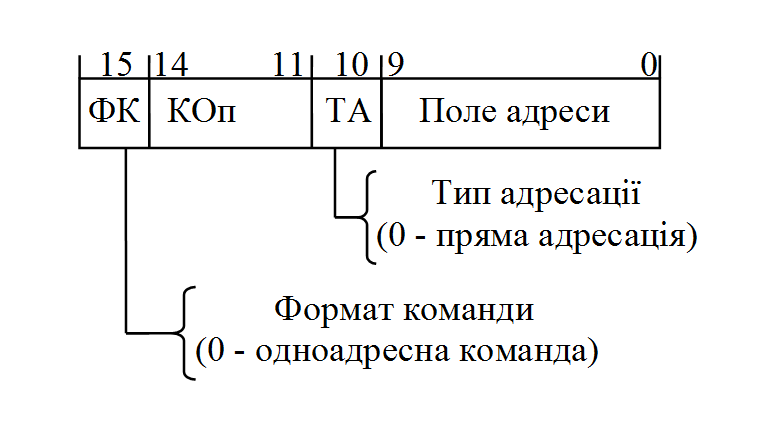 15 14 11 10 9 0
ФК КОп ТА Поле адреси
Тип адресації
(0 - пряма адресація)
Формат команди
(0 - одноадресна команда)